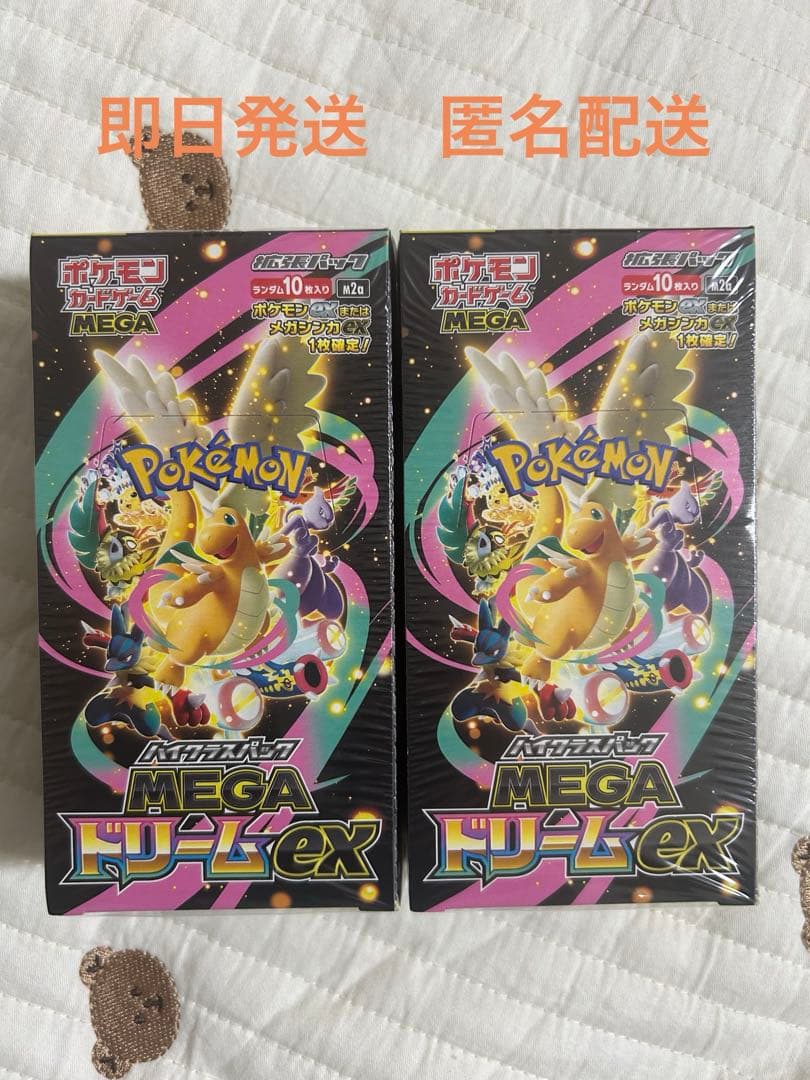 即日発送　匿名配送
ポケモン
カードゲーム
MEGA
拡張パック
ランダム10枚入り M2a
ポケモンexまたは
メガシンカex
1枚確定!
POKéMON
ハイクラスパック
MEGA
ドリームex
ポケモン
カードゲーム
MEGA
拡張パック
ランダム10枚入り M2a
ポケモンexまたは
メガシンカex
1枚確定!
POKéMON
ハイクラスパック
MEGA
ドリームex